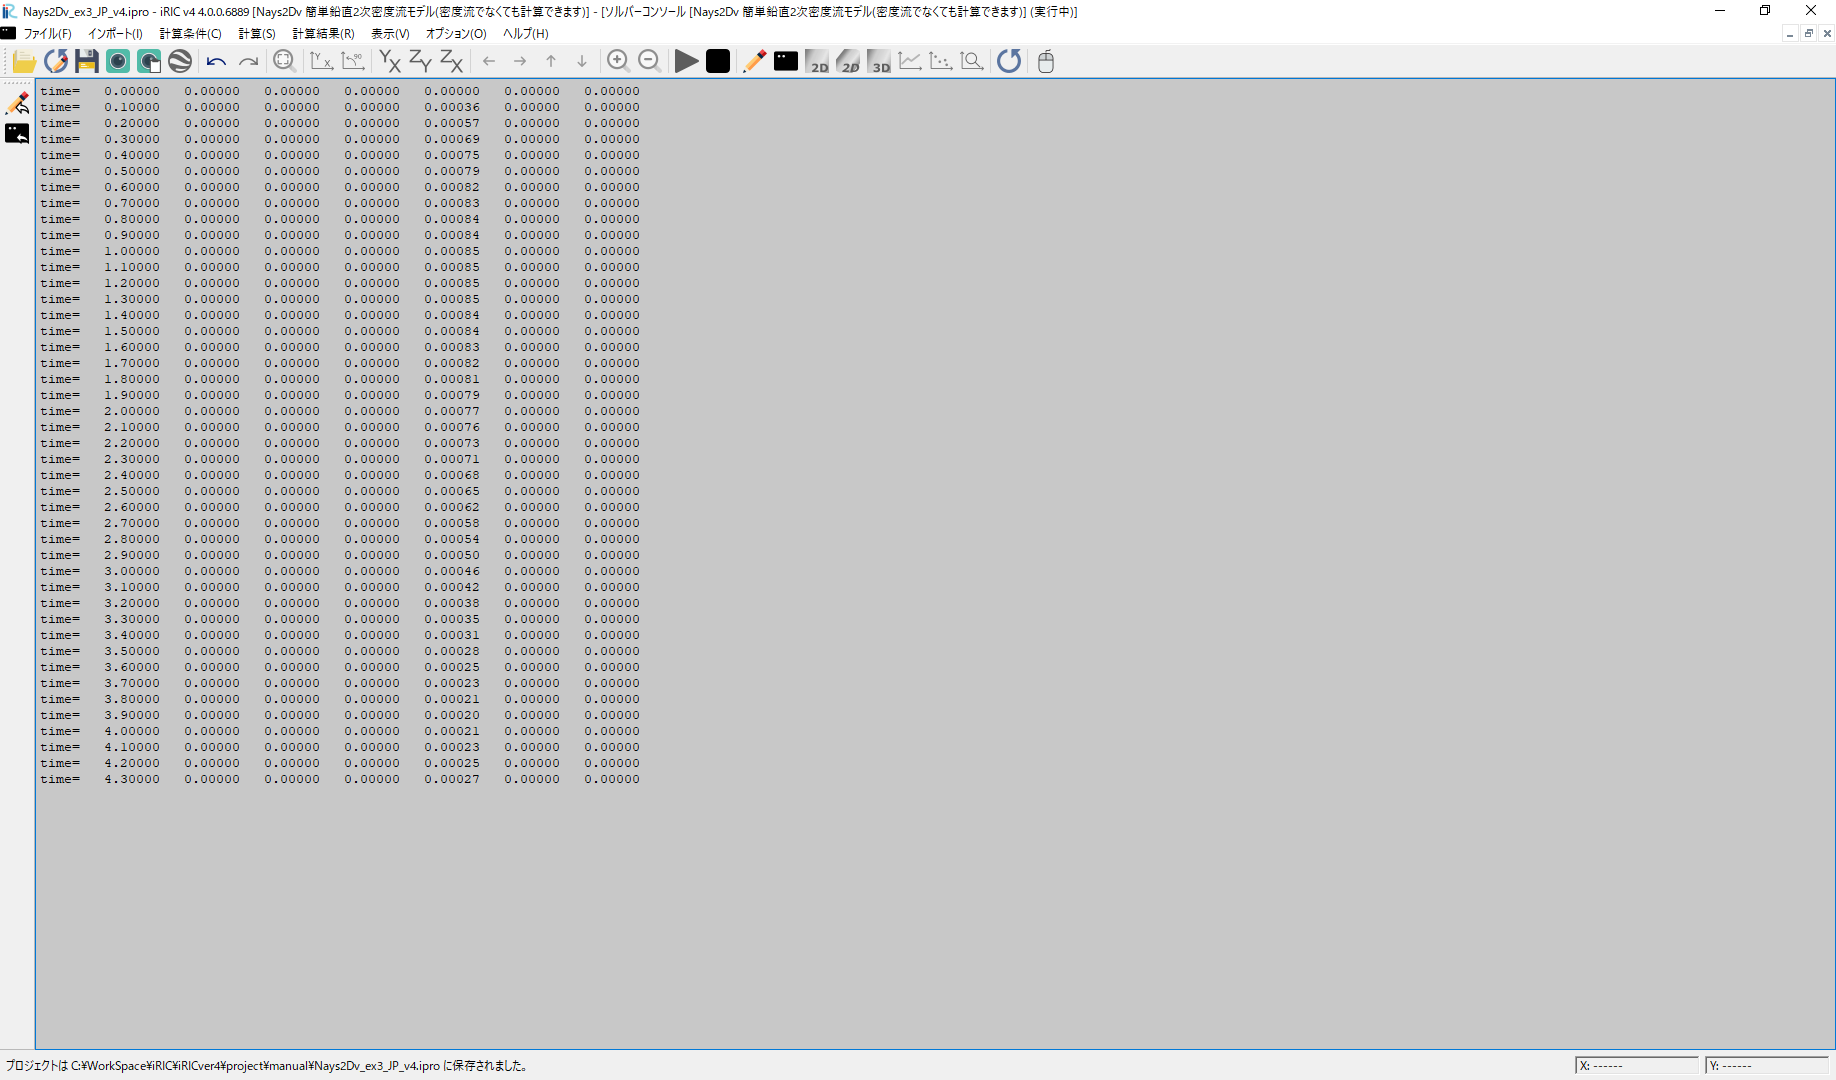 Nays2Dv_ex3_JP_v4.ipro - iRIC v4 4.0.0.6889 [Nays2Dv 簡単鉛直2次密度流モデル(密度流でなくても計算できます)] - [ソルバーコンソール [Nays2Dv 簡単鉛直2次密度流モデル(密度流でなくても計算できます)] (実行中)]
ファイル(F) インポート(I) 計算条件(C) 計算(S) 計算結果(R) 表示(V) オプション(O) ヘルプ(H)
YX ZY ZX 2D 2D 3D
time= 0.00000 0.00000 0.00000 0.00000 0.00000 0.00000 0.00000
time= 0.10000 0.00000 0.00000 0.00000 0.00036 0.00000 0.00000
time= 0.20000 0.00000 0.00000 0.00000 0.00057 0.00000 0.00000
time= 0.30000 0.00000 0.00000 0.00000 0.00069 0.00000 0.00000
time= 0.40000 0.00000 0.00000 0.00000 0.00075 0.00000 0.00000
time= 0.50000 0.00000 0.00000 0.00000 0.00079 0.00000 0.00000
time= 0.60000 0.00000 0.00000 0.00000 0.00082 0.00000 0.00000
time= 0.70000 0.00000 0.00000 0.00000 0.00083 0.00000 0.00000
time= 0.80000 0.00000 0.00000 0.00000 0.00084 0.00000 0.00000
time= 0.90000 0.00000 0.00000 0.00000 0.00084 0.00000 0.00000
time= 1.00000 0.00000 0.00000 0.00000 0.00085 0.00000 0.00000
time= 1.10000 0.00000 0.00000 0.00000 0.00085 0.00000 0.00000
time= 1.20000 0.00000 0.00000 0.00000 0.00085 0.00000 0.00000
time= 1.30000 0.00000 0.00000 0.00000 0.00085 0.00000 0.00000
time= 1.40000 0.00000 0.00000 0.00000 0.00084 0.00000 0.00000
time= 1.50000 0.00000 0.00000 0.00000 0.00084 0.00000 0.00000
time= 1.60000 0.00000 0.00000 0.00000 0.00083 0.00000 0.00000
time= 1.70000 0.00000 0.00000 0.00000 0.00082 0.00000 0.00000
time= 1.80000 0.00000 0.00000 0.00000 0.00081 0.00000 0.00000
time= 1.90000 0.00000 0.00000 0.00000 0.00079 0.00000 0.00000
time= 2.00000 0.00000 0.00000 0.00000 0.00077 0.00000 0.00000
time= 2.10000 0.00000 0.00000 0.00000 0.00076 0.00000 0.00000
time= 2.20000 0.00000 0.00000 0.00000 0.00073 0.00000 0.00000
time= 2.30000 0.00000 0.00000 0.00000 0.00071 0.00000 0.00000
time= 2.40000 0.00000 0.00000 0.00000 0.00068 0.00000 0.00000
time= 2.50000 0.00000 0.00000 0.00000 0.00065 0.00000 0.00000
time= 2.60000 0.00000 0.00000 0.00000 0.00062 0.00000 0.00000
time= 2.70000 0.00000 0.00000 0.00000 0.00058 0.00000 0.00000
time= 2.80000 0.00000 0.00000 0.00000 0.00054 0.00000 0.00000
time= 2.90000 0.00000 0.00000 0.00000 0.00050 0.00000 0.00000
time= 3.00000 0.00000 0.00000 0.00000 0.00046 0.00000 0.00000
time= 3.10000 0.00000 0.00000 0.00000 0.00042 0.00000 0.00000
time= 3.20000 0.00000 0.00000 0.00000 0.00038 0.00000 0.00000
time= 3.30000 0.00000 0.00000 0.00000 0.00035 0.00000 0.00000
time= 3.40000 0.00000 0.00000 0.00000 0.00031 0.00000 0.00000
time= 3.50000 0.00000 0.00000 0.00000 0.00028 0.00000 0.00000
time= 3.60000 0.00000 0.00000 0.00000 0.00025 0.00000 0.00000
time= 3.70000 0.00000 0.00000 0.00000 0.00023 0.00000 0.00000
time= 3.80000 0.00000 0.00000 0.00000 0.00021 0.00000 0.00000
time= 3.90000 0.00000 0.00000 0.00000 0.00020 0.00000 0.00000
time= 4.00000 0.00000 0.00000 0.00000 0.00021 0.00000 0.00000
time= 4.10000 0.00000 0.00000 0.00000 0.00023 0.00000 0.00000
time= 4.20000 0.00000 0.00000 0.00000 0.00025 0.00000 0.00000
time= 4.30000 0.00000 0.00000 0.00000 0.00027 0.00000 0.00000
プロジェクトは C:¥WorkSpace¥iRIC¥iRICver4¥project¥manual¥Nays2Dv_ex3_JP_v4.ipro に保存されました。 X: ------ Y: ------